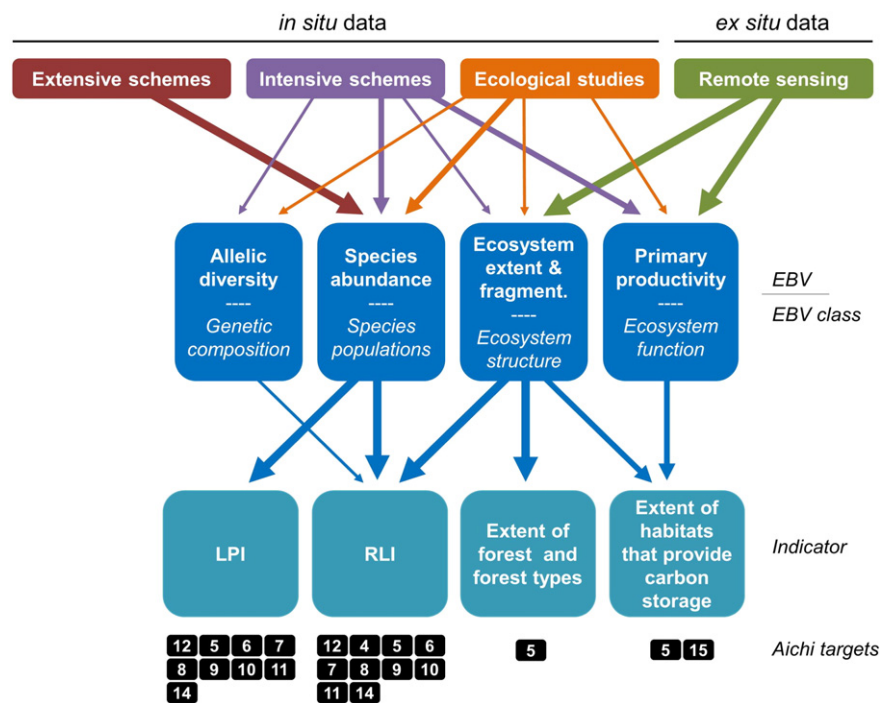 in situ data
ex situ data
Extensive schemes
Intensive schemes
Ecological studies
Remote sensing
Allelic
diversity
----
Genetic
composition
Species
abundance
----
Species
populations
Ecosystem
extent &
fragment.
----
Ecosystem
structure
Primary
productivity
----
Ecosystem
function
EBV
EBV class
LPI
RLI
Extent of
forest and
forest types
Extent of
habitats
that provide
carbon
storage
Indicator
12 5 6 7
8 9 10 11
14
12 4 5 6
7 8 9 10
11 14
5
5 15
Aichi targets